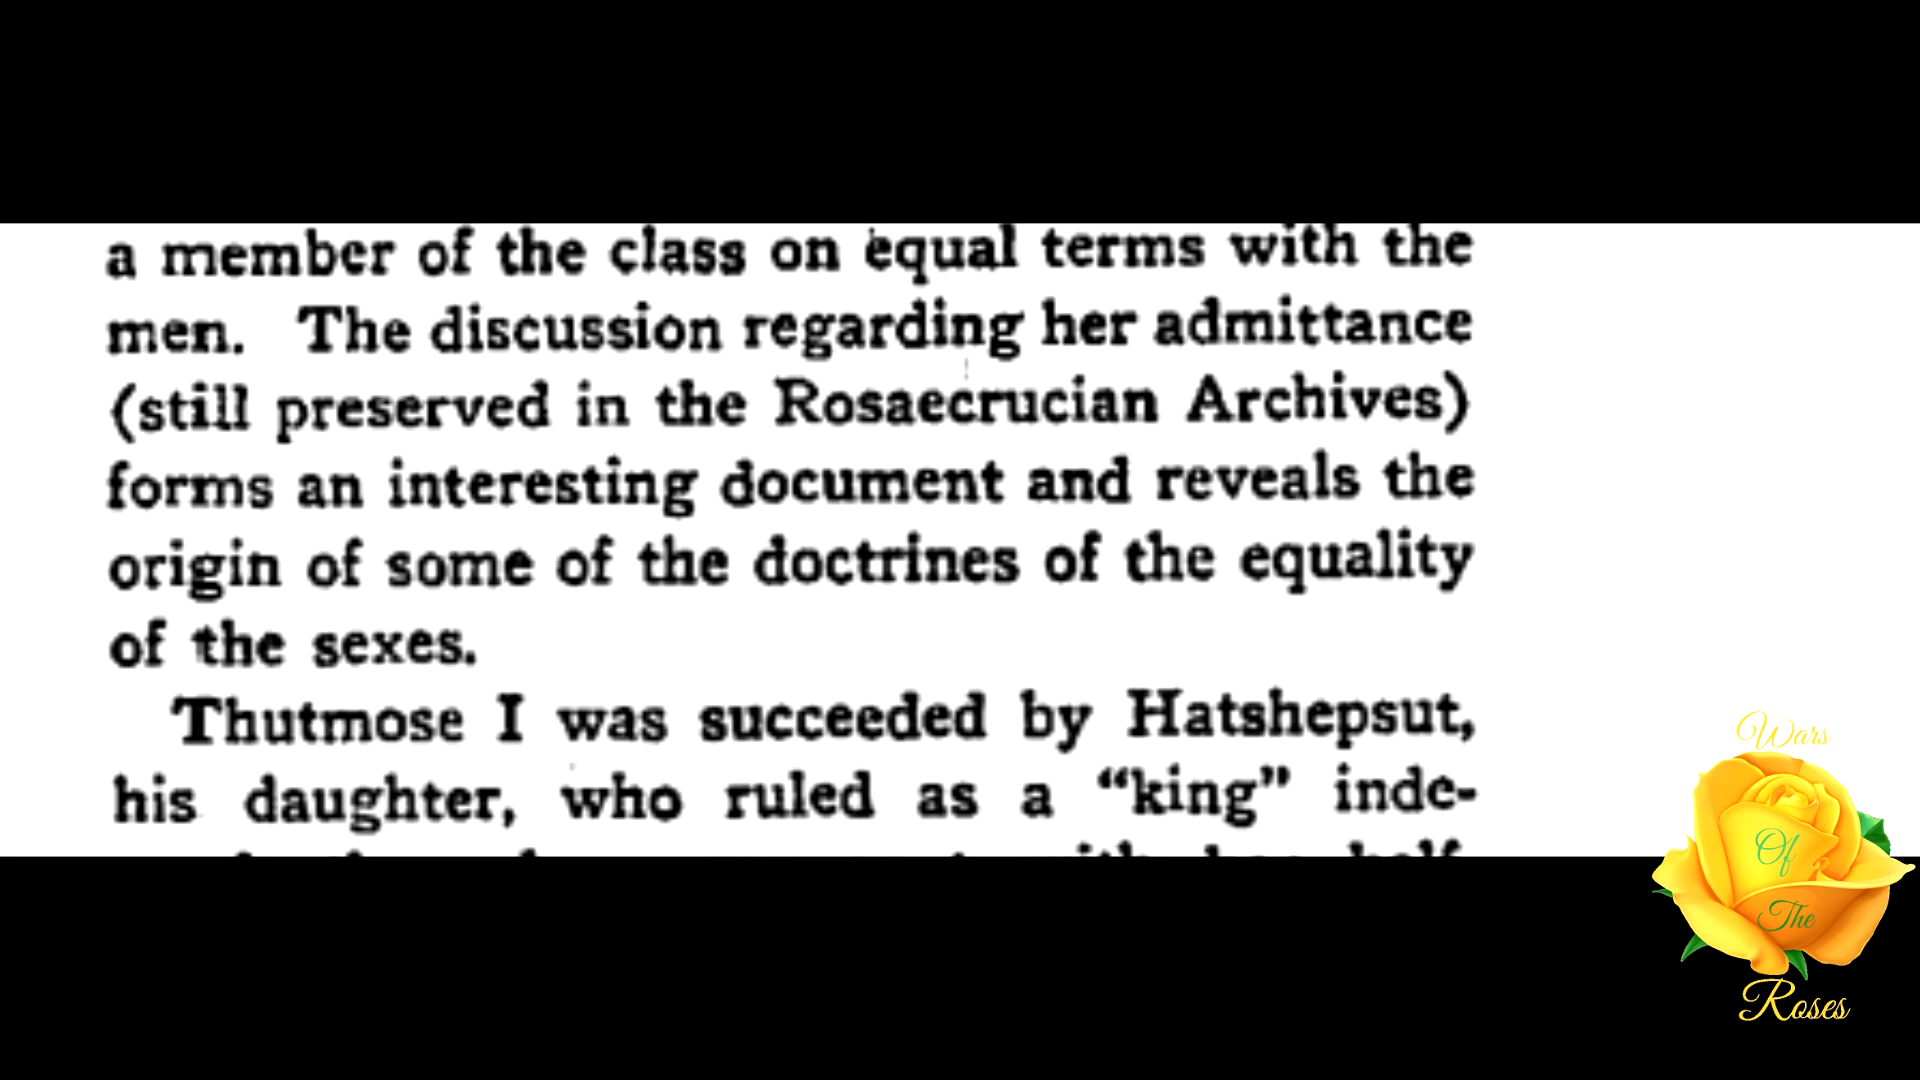 a member of the class on equal terms with the
men. The discussion regarding her admittance
(still preserved in the Rosaecrucian Archives)
forms an interesting document and reveals the
origin of some of the doctrines of the equality
of the sexes.
Thutmose I was succeeded by Hatshepsut,
his daughter, who ruled as a “king” inde-
Wars
Of
The
Roses